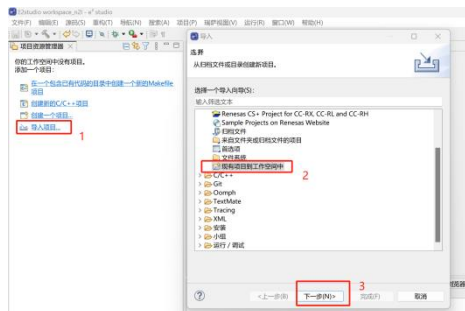 e2studio workspace_n2l - e² studio
文件(F) 编辑(E) 源码(S) 重构(T) 导航(N) 搜索(A) 项目(P) 瑞萨视图(V) 运行(R) 窗口(W) 帮助(H)
项目资源管理器
你的工作空间中没有项目。
添加一个项目:
在一个包含已有代码的目录中创建一个新的Makefile
项目
创建新的C/C++项目
创建一个项目...
导入项目...
1
导入
选择
从归档文件或目录创建新项目。
选择一个导入向导(S):
输入筛选文本
Renesas CS+ Project for CC-RX, CC-RL and CC-RH
Sample Projects on Renesas Website
归档文件
来自文件夹或归档文件的项目
首选项
文件系统
现有项目到工作空间中
2
C/C++
Git
Oomph
TextMate
Tracing
XML
安装
小组
运行 / 调试
3
<上一步(B)
下一步(N)>
完成(F)
取消